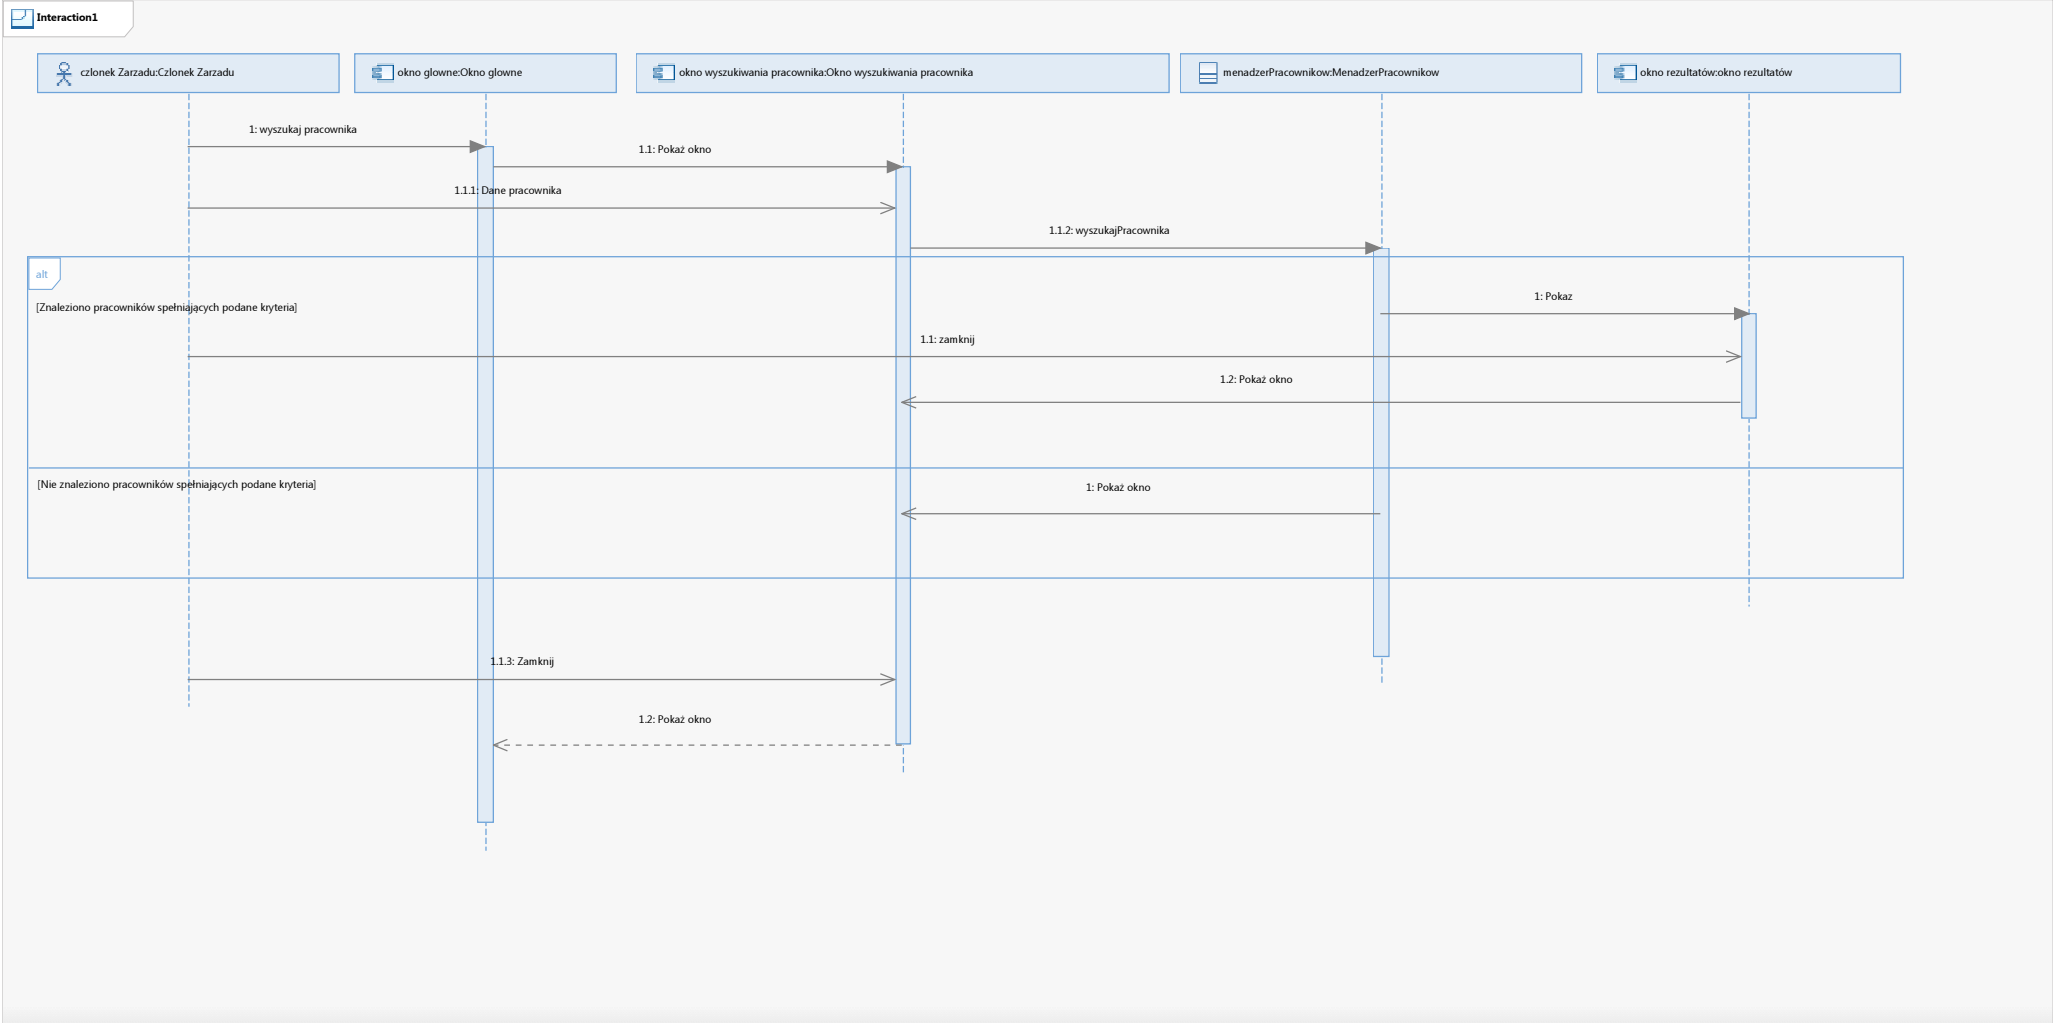 Interaction1
członek Zarzadu:Członek Zarzadu
okno glowne:Okno glowne
okno wyszukiwania pracownika:Okno wyszukiwania pracownika
menadzerPracownikow:MenadzerPracownikow
okno rezultatów:okno rezultatów
1: wyszukaj pracownika
1.1: Pokaż okno
1.1.1: Dane pracownika
1.1.2: wyszukajPracownika
alt
[Znaleziono pracowników spełniających podane kryteria]
1: Pokaz
1.1: zamknij
1.2: Pokaż okno
[Nie znaleziono pracowników spełniających podane kryteria]
1: Pokaż okno
1.1.3: Zamknij
1.2: Pokaż okno